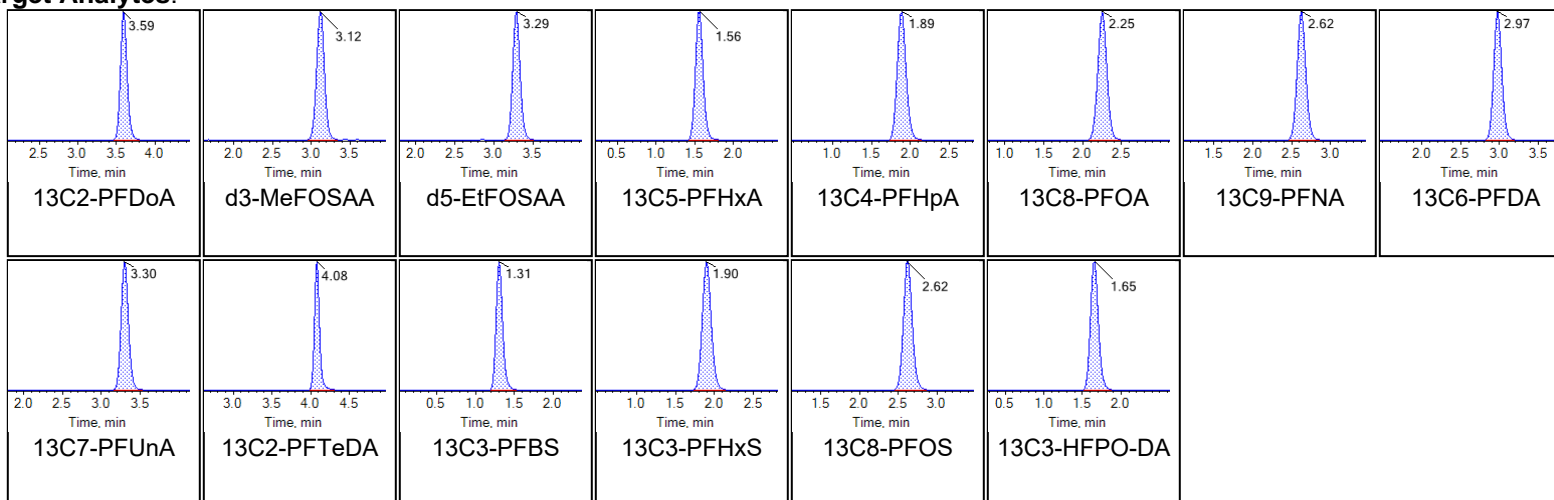 rget Analytes:
3.59 3.12 3.29 1.56 1.89 2.25 2.62 2.97
2.5 3.0 3.5 4.0 2.0 2.5 3.0 3.5 2.0 2.5 3.0 3.5 0.5 1.0 1.5 2.0 1.0 1.5 2.0 2.5 1.0 1.5 2.0 2.5 1.5 2.0 2.5 3.0 2.0 2.5 3.0 3.5
Time, min Time, min Time, min Time, min Time, min Time, min Time, min Time, min
13C2-PFDoA d3-MeFOSAA d5-EtFOSAA 13C5-PFHxA 13C4-PFHpA 13C8-PFOA 13C9-PFNA 13C6-PFDA
3.30 4.08 1.31 1.90 2.62 1.65
2.0 2.5 3.0 3.5 3.0 3.5 4.0 4.5 0.5 1.0 1.5 2.0 1.0 1.5 2.0 2.5 1.5 2.0 2.5 3.0 0.5 1.0 1.5 2.0
Time, min Time, min Time, min Time, min Time, min Time, min
13C7-PFUnA 13C2-PFTeDA 13C3-PFBS 13C3-PFHxS 13C8-PFOS 13C3-HFPO-DA